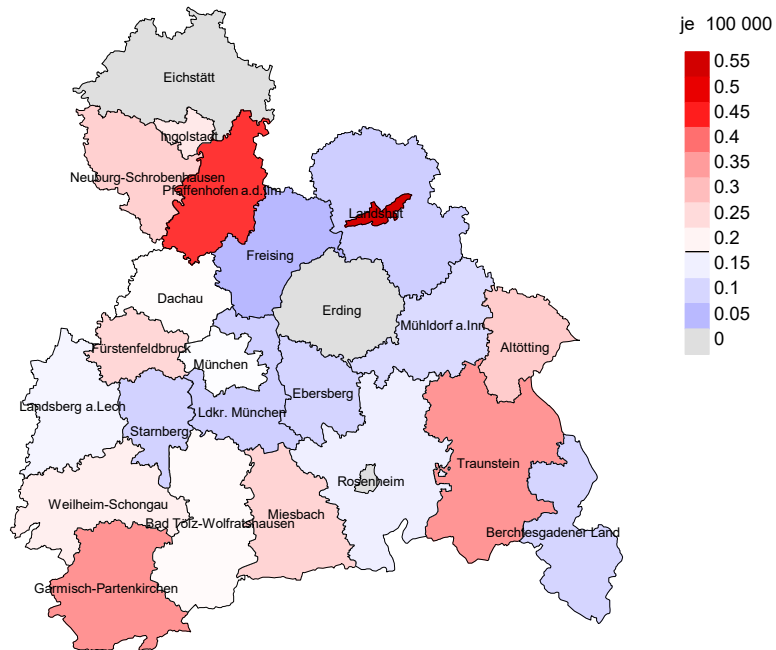 je 100 000
0.55
0.5
0.45
0.4
0.35
0.3
0.25
0.2
0.15
0.1
0.05
0
Eichstätt
Ingolstadt
Neuburg-Schrobenhausen
Pfaffenhofen a.d.Ilm
Landshut
Freising
Dachau
Erding
Mühldorf a.Inn
Altötting
Fürstenfeldbruck
München
Ebersberg
Landsberg a.Lech
Ldkr. München
Starnberg
Traunstein
Rosenheim
Weilheim-Schongau
Miesbach
Bad Tölz-Wolfratshausen
Berchtesgadener Land
Garmisch-Partenkirchen